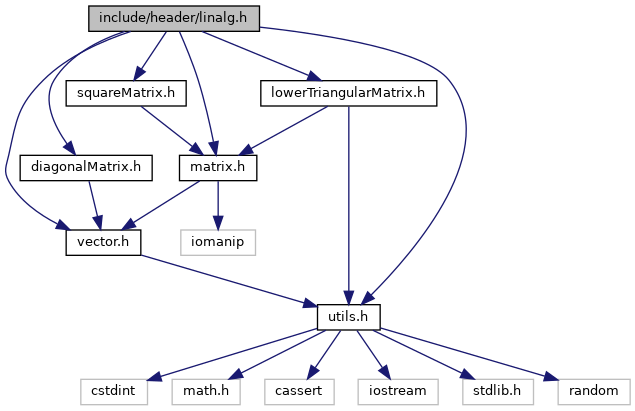 include/header/linalg.h
squareMatrix.h
lowerTriangularMatrix.h
diagonalMatrix.h
matrix.h
vector.h
iomanip
utils.h
cstdint
math.h
cassert
iostream
stdlib.h
random